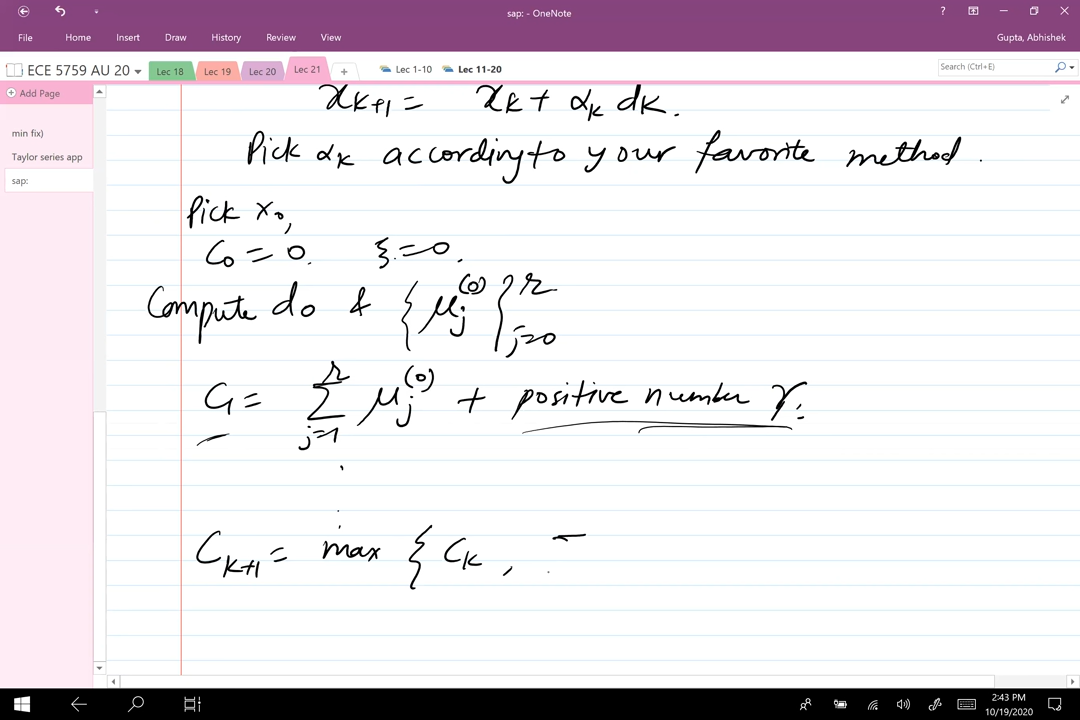 sap: - OneNote
File Home Insert Draw History Review View Gupta, Abhishek
ECE 5759 AU 20 Lec 18 Lec 19 Lec 20 Lec 21 + Lec 1-10 Lec 11-20 Search (Ctrl+E)
Add Page
min fix)
Taylor series app
sap:
x_{k+1} = x_k + α_k d_k.
Pick α_k according to your favorite method.
Pick x_0,
C_0 = 0. ξ = 0.
Compute d_0 & { μ_j^{(0)} }_{j=0}^{r}
C_1 = Σ_{j=1}^{r} μ_j^{(0)} + positive number γ.
C_{k+1} = max { C_k ,
2:43 PM
10/19/2020